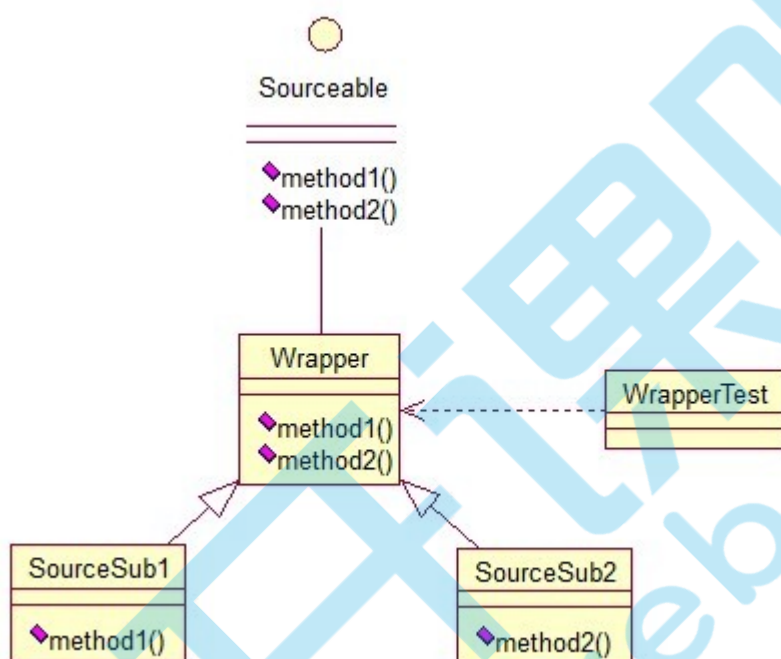 Sourceable
method1()
method2()
Wrapper
method1()
method2()
WrapperTest
SourceSub1
method1()
SourceSub2
method2()